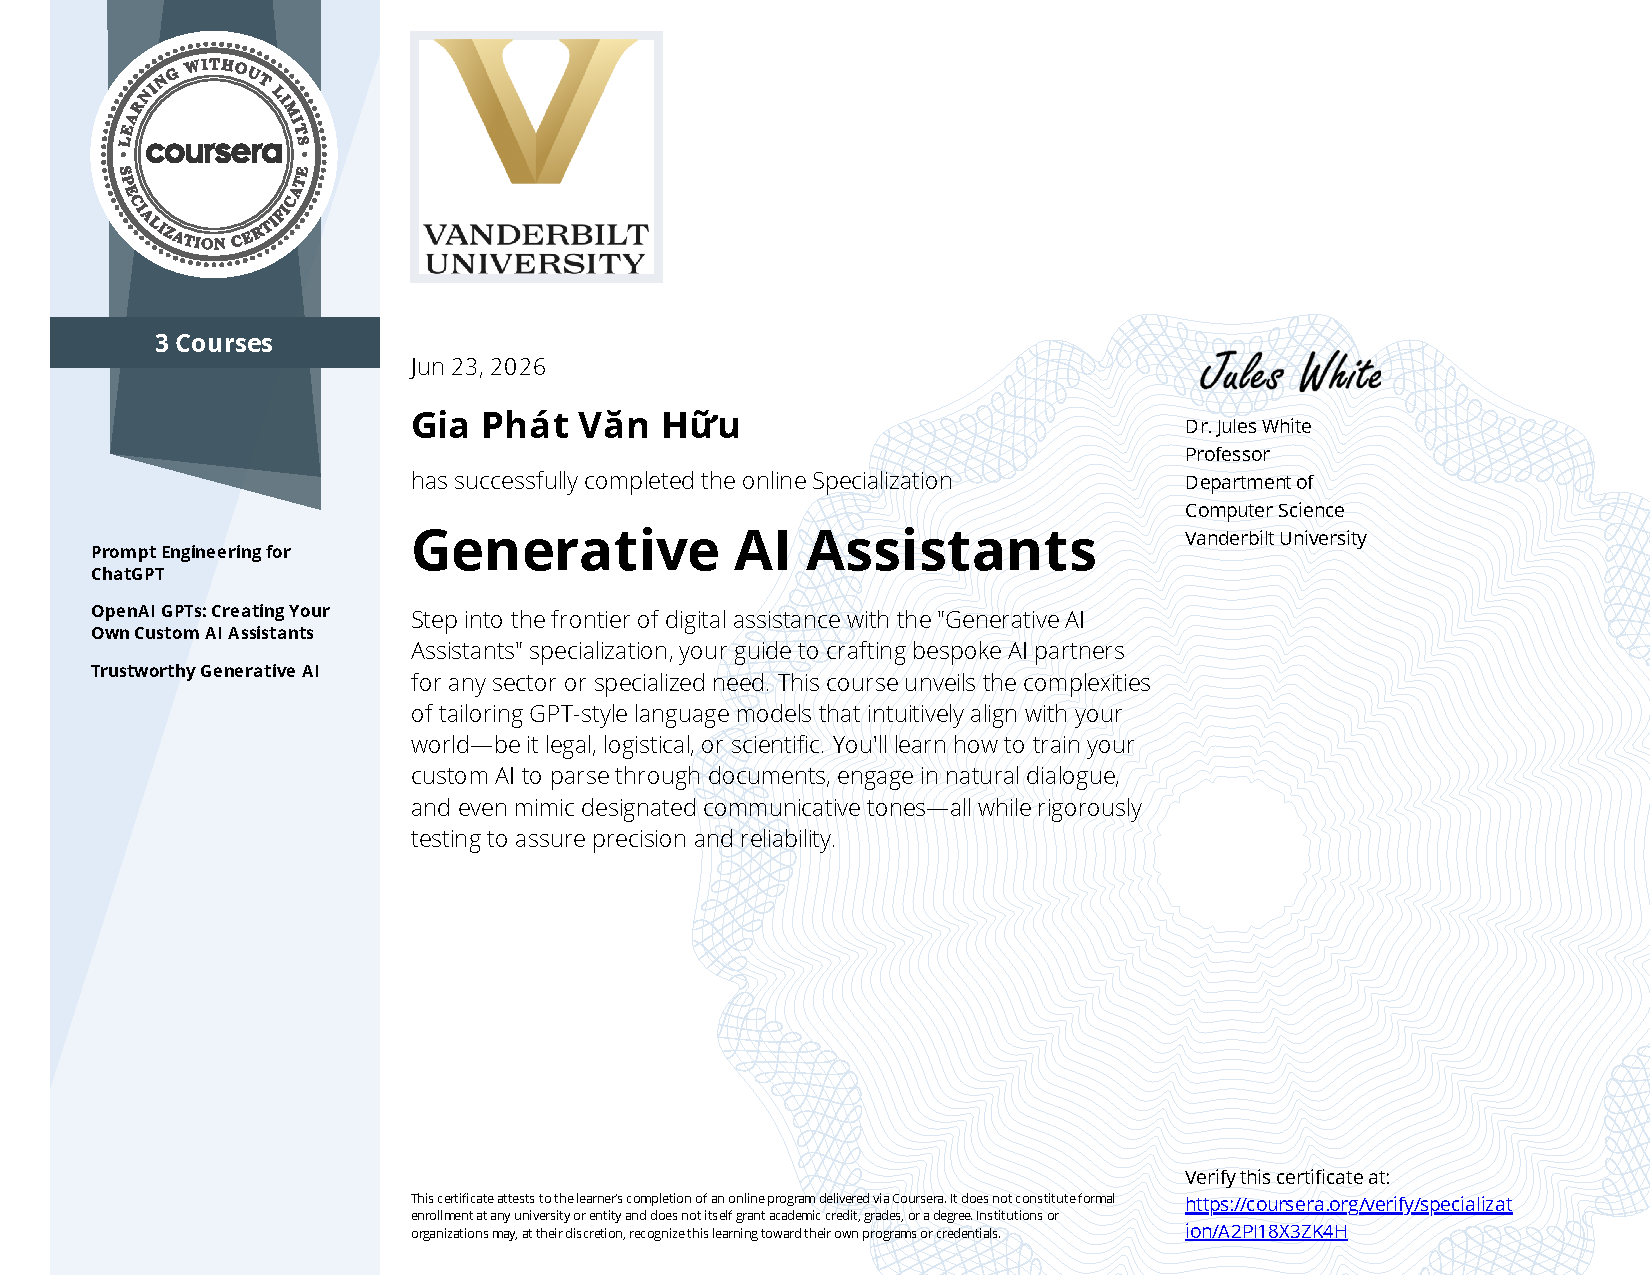 LEARNING WITHOUT LIMITS
coursera
SPECIALIZATION CERTIFICATE
3 Courses
Prompt Engineering for
ChatGPT
OpenAI GPTs: Creating Your
Own Custom AI Assistants
Trustworthy Generative AI
VANDERBILT
UNIVERSITY
Jun 23, 2026
Gia Phát Văn Hữu
has successfully completed the online Specialization
Generative AI Assistants
Step into the frontier of digital assistance with the "Generative AI
Assistants" specialization, your guide to crafting bespoke AI partners
for any sector or specialized need. This course unveils the complexities
of tailoring GPT-style language models that intuitively align with your
world—be it legal, logistical, or scientific. You'll learn how to train your
custom AI to parse through documents, engage in natural dialogue,
and even mimic designated communicative tones—all while rigorously
testing to assure precision and reliability.
Jules White
Dr. Jules White
Professor
Department of
Computer Science
Vanderbilt University
This certificate attests to the learner's completion of an online program delivered via Coursera. It does not constitute formal
enrollment at any university or entity and does not itself grant academic credit, grades, or a degree. Institutions or
organizations may, at their discretion, recognize this learning toward their own programs or credentials.
Verify this certificate at:
https://coursera.org/verify/specializat
ion/A2PI18X3ZK4H